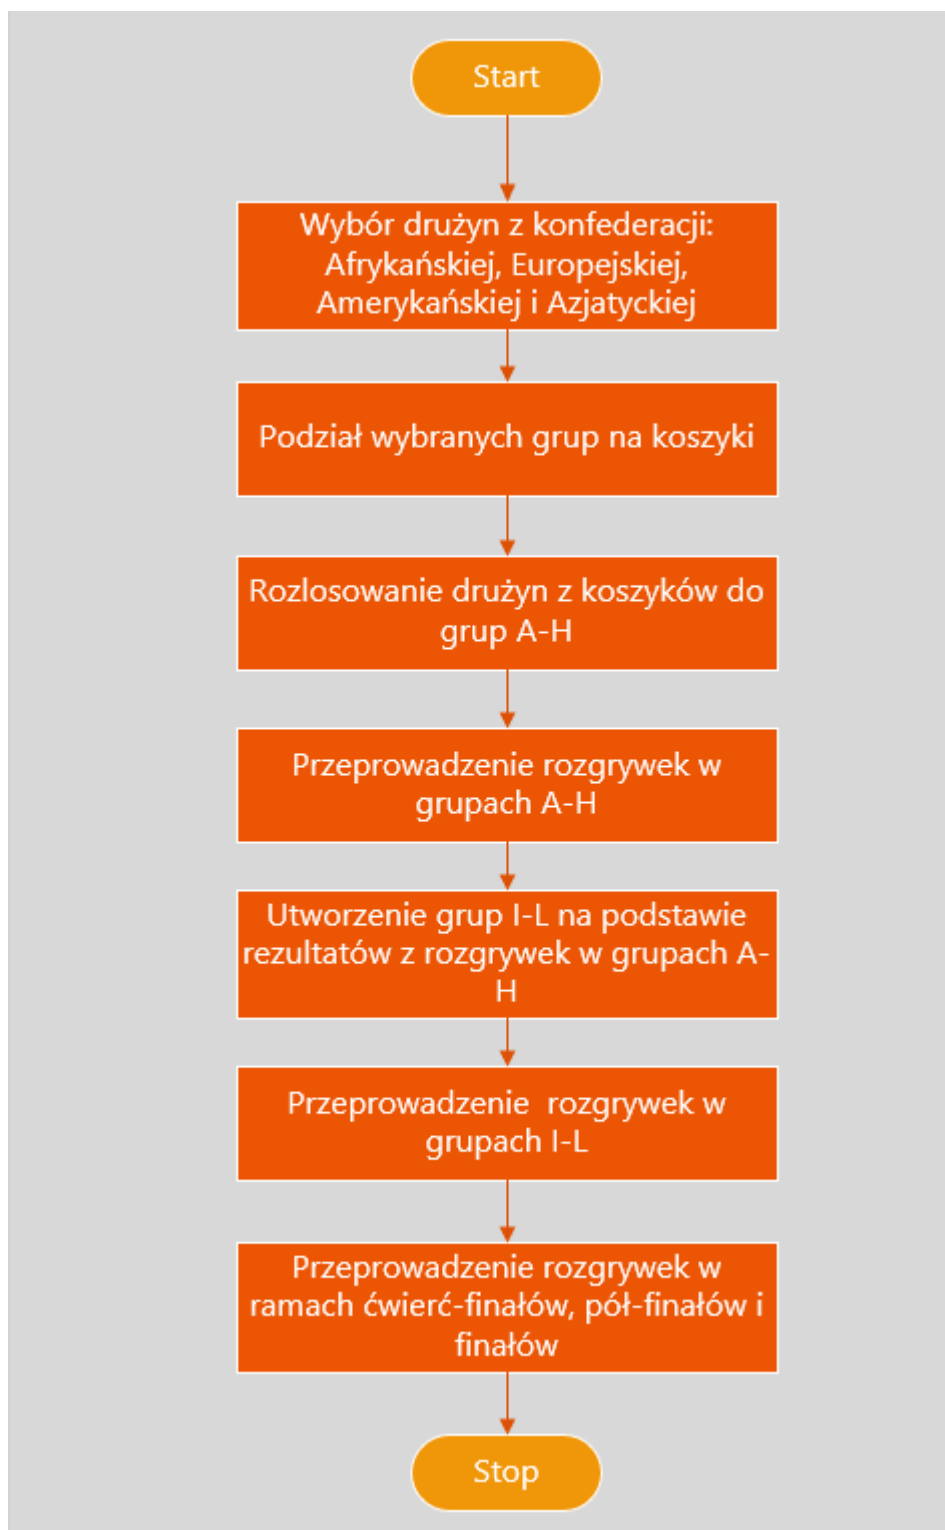 Start
Wybór drużyn z konfederacji:
Afrykańskiej, Europejskiej,
Amerykańskiej i Azjatyckiej
Podział wybranych grup na koszyki
Rozlosowanie drużyn z koszyków do
grup A-H
Przeprowadzenie rozgrywek w
grupach A-H
Utworzenie grup I-L na podstawie
rezultatów z rozgrywek w grupach A-
H
Przeprowadzenie  rozgrywek w
grupach I-L
Przeprowadzenie rozgrywek w
ramach ćwierć-finałów, pół-finałów i
finałów
Stop